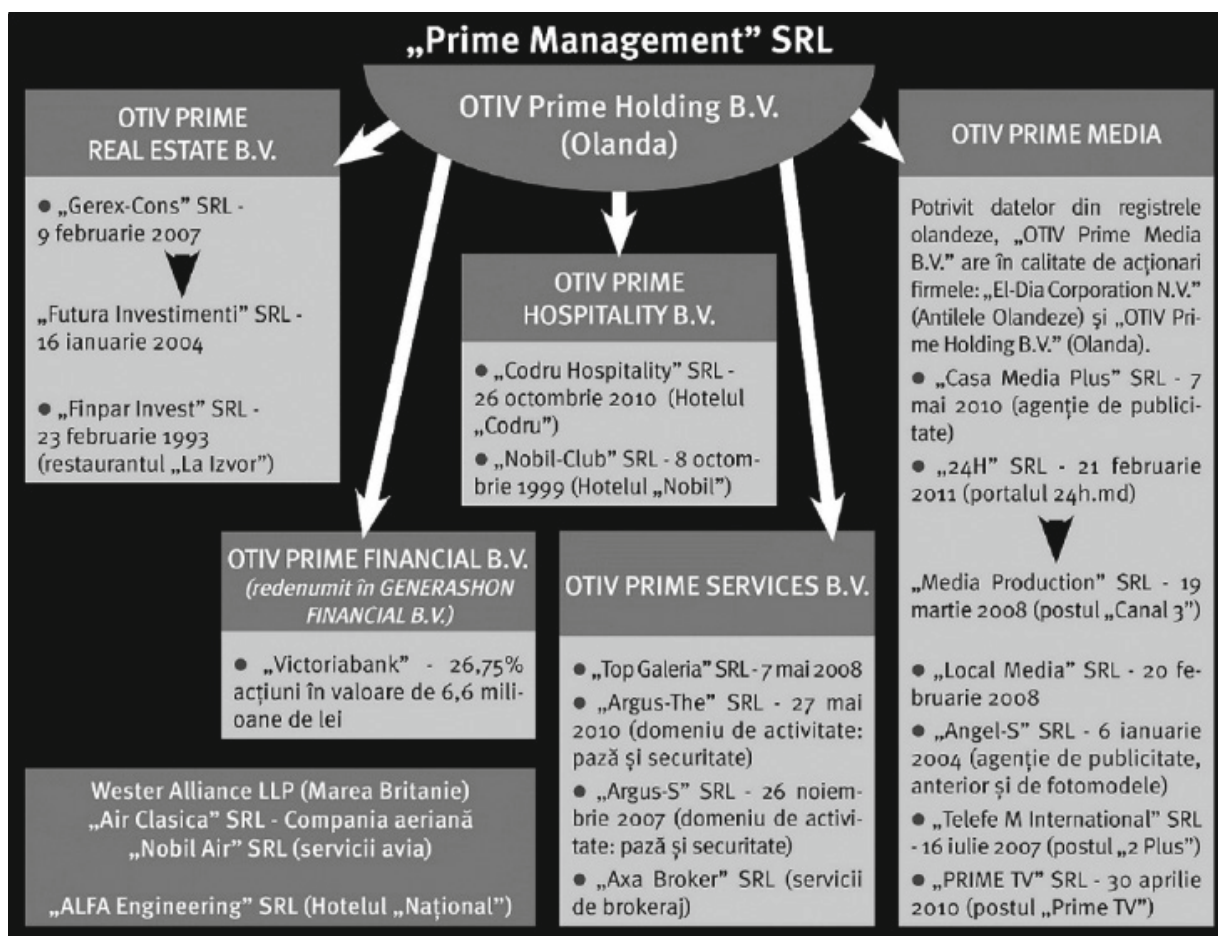 „Prime Management” SRL
OTIV Prime Holding B.V.
(Olanda)
OTIV PRIME
REAL ESTATE B.V.
● „Gerex-Cons” SRL -
9 februarie 2007
„Futura Investimenti” SRL -
16 ianuarie 2004
● „Finpar Invest” SRL -
23 februarie 1993
(restaurantul „La Izvor”)
OTIV PRIME FINANCIAL B.V.
(redenumit în GENERASHON
FINANCIAL B.V.)
● „Victoriabank” - 26,75%
acțiuni în valoare de 6,6 mili-
oane de lei
Wester Alliance LLP (Marea Britanie)
„Air Clasica” SRL - Compania aeriană
„Nobil Air” SRL (servicii avia)
„ALFA Engineering” SRL (Hotelul „Național”)
OTIV PRIME
HOSPITALITY B.V.
● „Codru Hospitality” SRL -
26 octombrie 2010 (Hotelul
„Codru”)
● „Nobil-Club” SRL - 8 octom-
brie 1999 (Hotelul „Nobil”)
OTIV PRIME SERVICES B.V.
● „Top Galeria” SRL - 7 mai 2008
● „Argus-The” SRL - 27 mai
2010 (domeniu de activitate:
pază și securitate)
● „Argus-S” SRL - 26 noiem-
brie 2007 (domeniu de activi-
tate: pază și securitate)
● „Axa Broker” SRL (servicii
de brokeraj)
OTIV PRIME MEDIA
Potrivit datelor din registrele
olandeze, „OTIV Prime Media
B.V.” are în calitate de acționari
firmele: „El-Dia Corporation N.V.”
(Antilele Olandeze) și „OTIV Pri-
me Holding B.V.” (Olanda).
● „Casa Media Plus” SRL - 7
mai 2010 (agenție de publici-
tate)
● „24H” SRL - 21 februarie
2011 (portalul 24h.md)
„Media Production” SRL - 19
martie 2008 (postul „Canal 3”)
● „Local Media” SRL - 20 fe-
bruarie 2008
● „Angel-S” SRL - 6 ianuarie
2004 (agenție de publicitate,
anterior și de fotomodele)
● „Telefe M International” SRL
- 16 iulie 2007 (postul „2 Plus”)
● „PRIME TV” SRL - 30 aprilie
2010 (postul „Prime TV”)